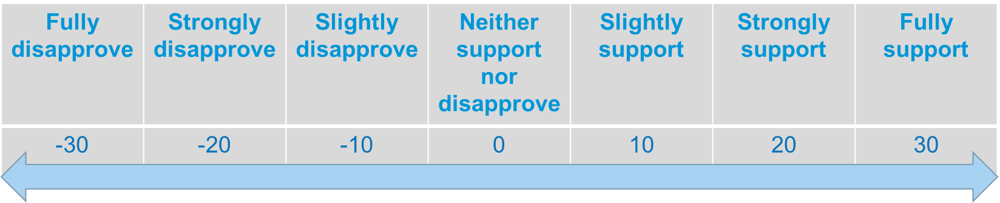 Fully disapprove
Strongly disapprove
Slightly disapprove
Neither support nor disapprove
Slightly support
Strongly support
Fully support
-30
-20
-10
0
10
20
30